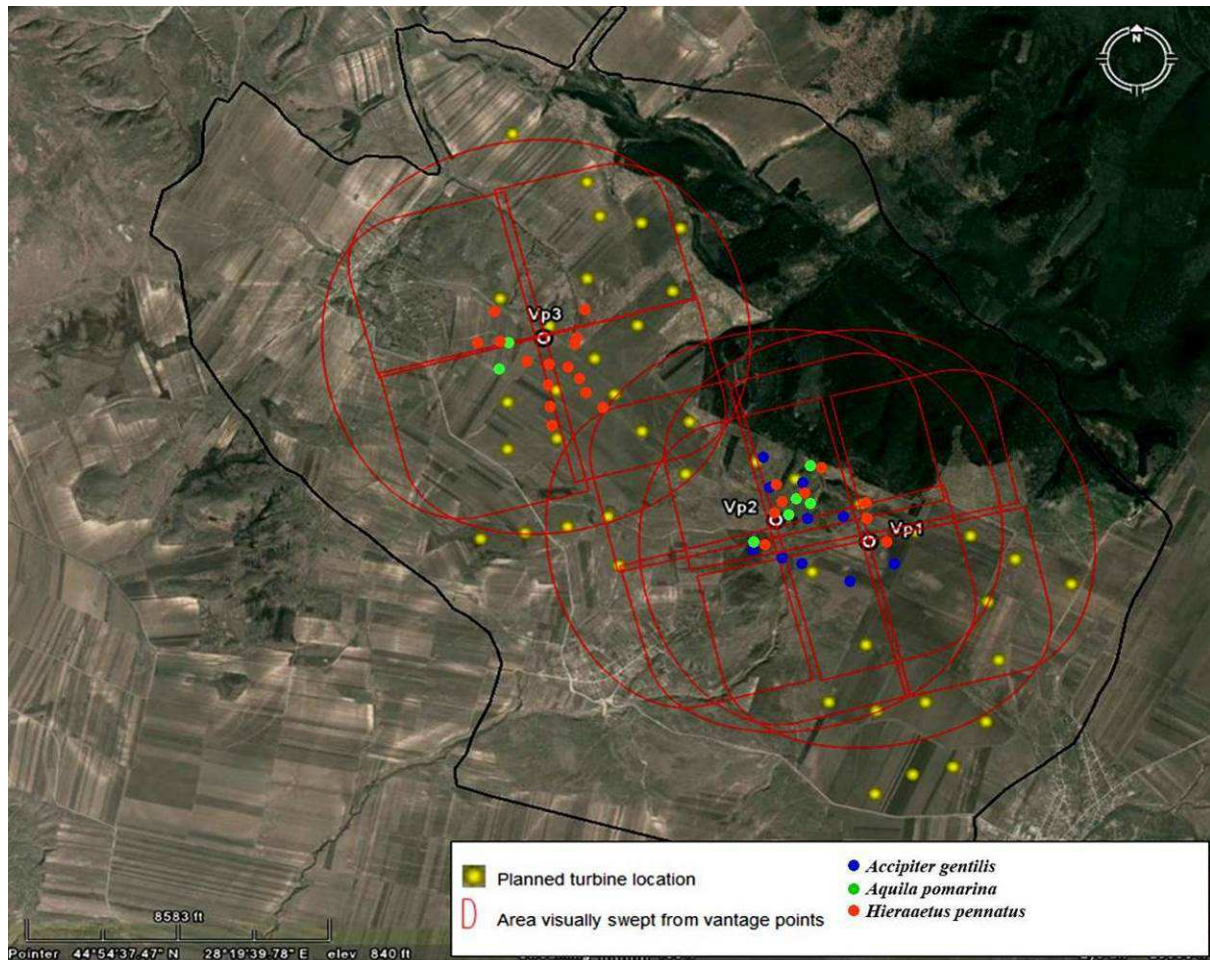 N
Vp3
Vp2
Vp1
Planned turbine location
Area visually swept from vantage points
Accipiter gentilis
Aquila pomarina
Hieraaetus pennatus
8583 ft
Pointer 44°54'37.47" N 28°19'39.78" E elev 840 ft